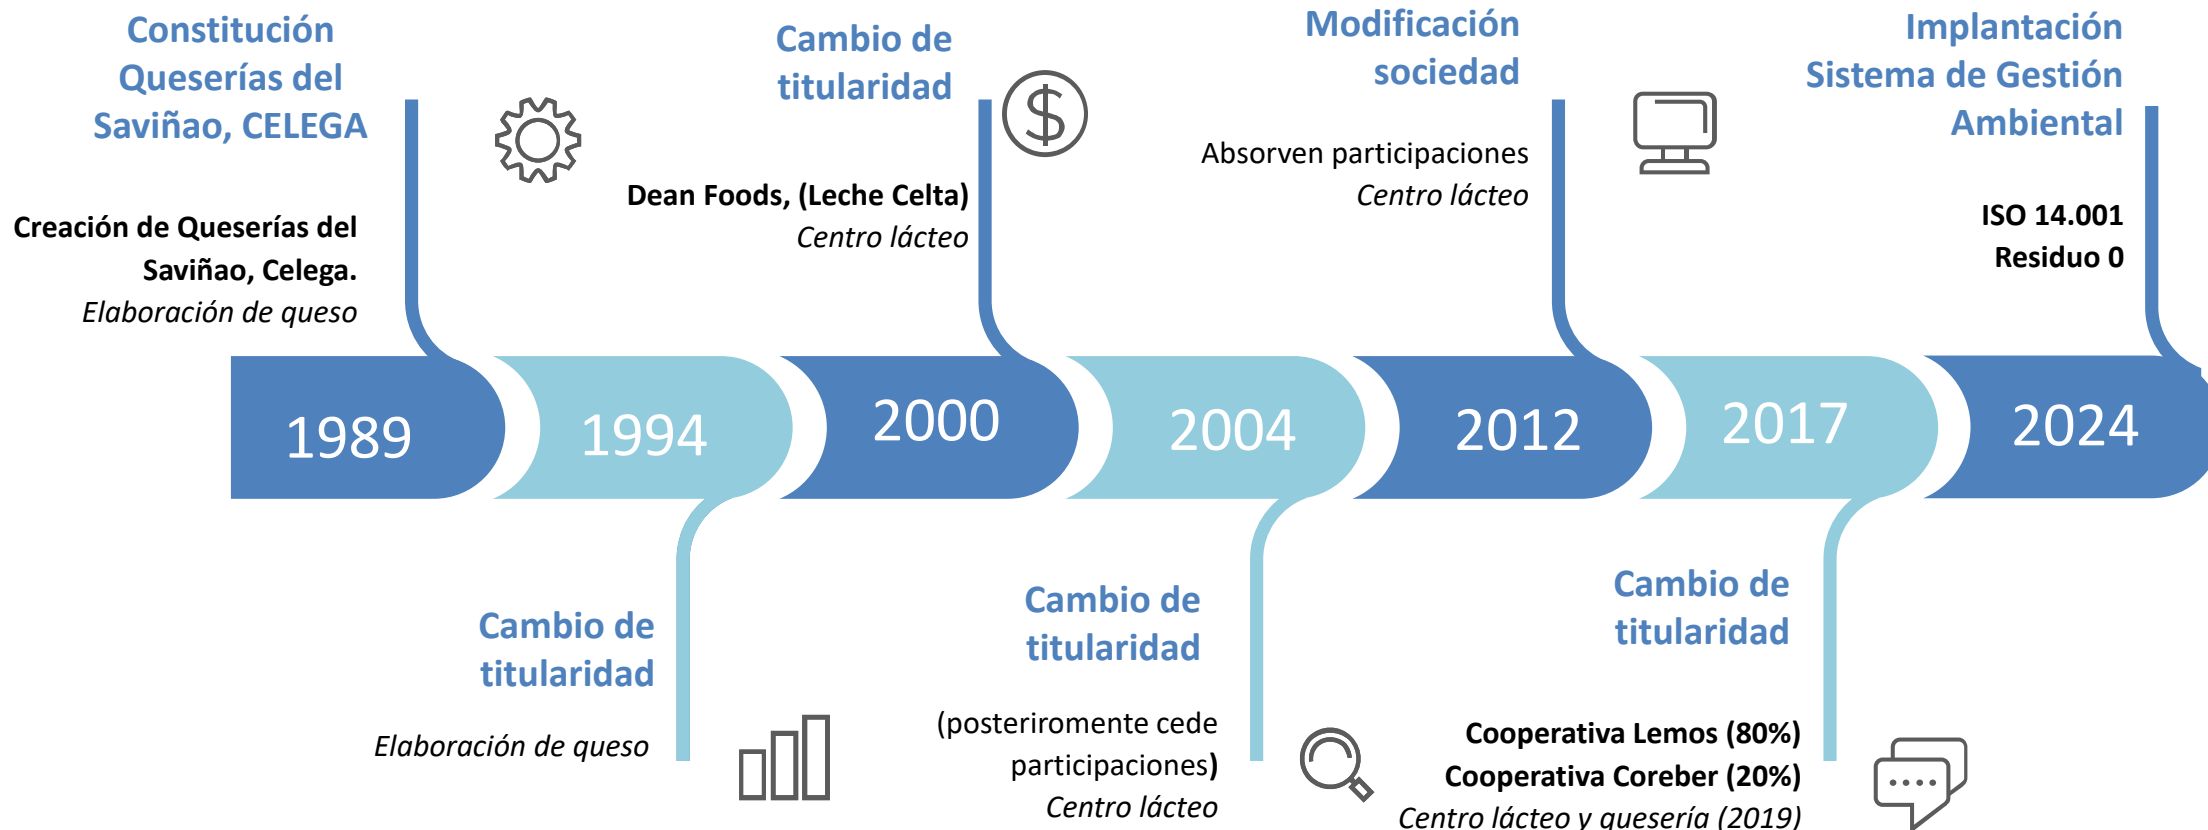 Constitución
Queserías del
Saviñao, CELEGA
Creación de Queserías del
Saviñao, Celega.
Elaboración de queso
Cambio de
titularidad
Dean Foods, (Leche Celta)
Centro lácteo
Modificación
sociedad
Absorven participaciones
Centro lácteo
Implantación
Sistema de Gestión
Ambiental
ISO 14.001
Residuo 0
1989
1994
2000
2004
2012
2017
2024
Cambio de
titularidad
Elaboración de queso
Cambio de
titularidad
(posteriromente cede
participaciones)
Centro lácteo
Cambio de
titularidad
Cooperativa Lemos (80%)
Cooperativa Coreber (20%)
Centro lácteo y quesería (2019)